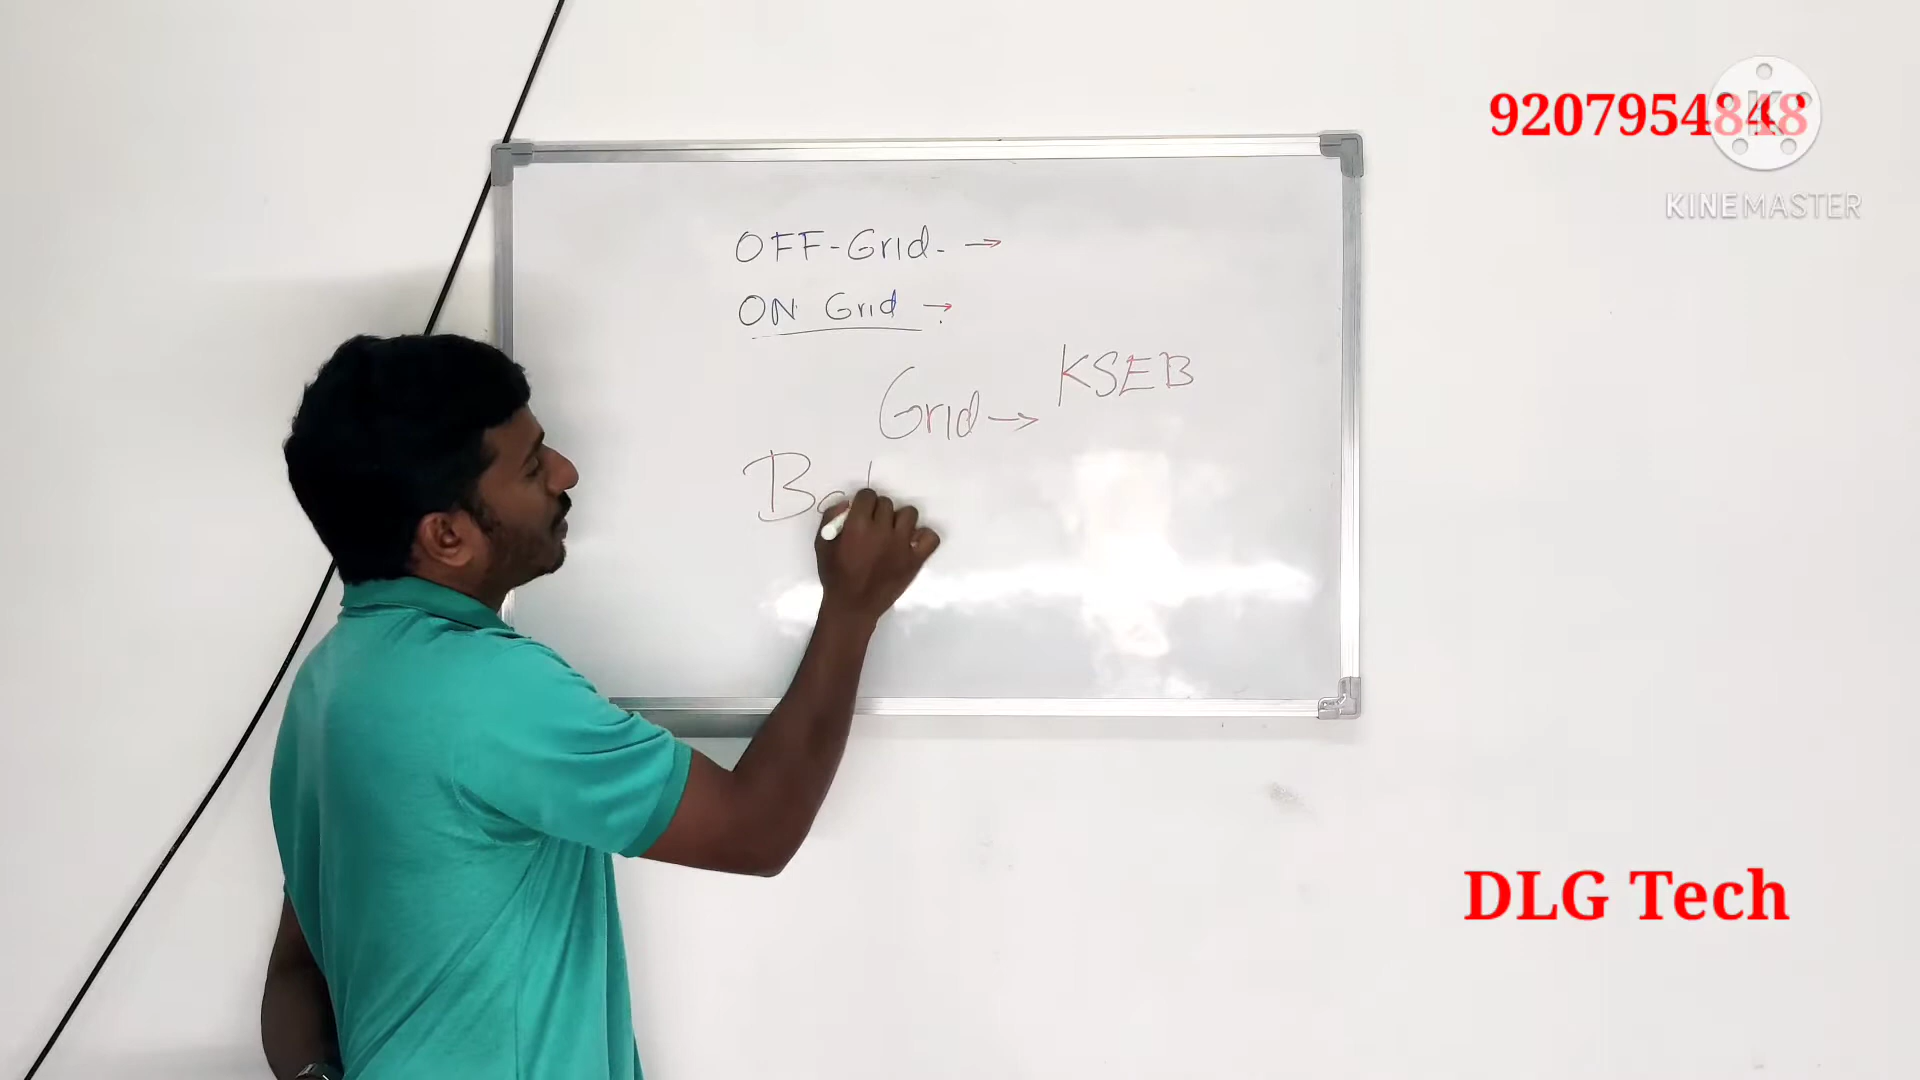 9207954848
KINEMASTER
OFF-Grid- →
ON Grid →
KSEB
Grid →
DLG Tech